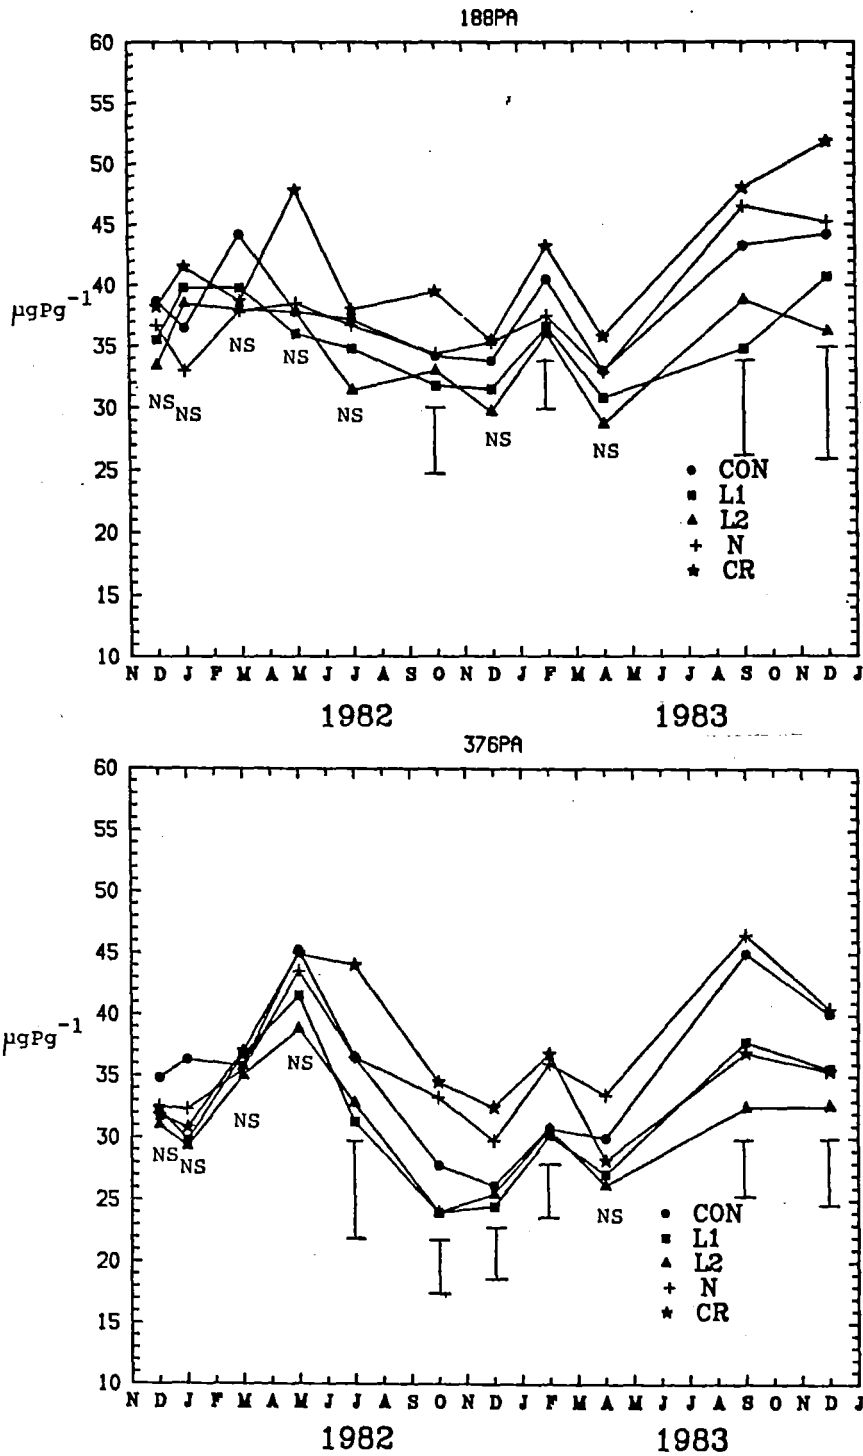 188PA
60
55
50
45
40
µgPg⁻¹
35
30
25
20
15
10
NS NS NS NS NS NS NS
CON
L1
L2
N
CR
N D J F M A M J J A S O N D J F M A M J J A S O N D J
1982 1983
376PA
60
55
50
45
40
µgPg⁻¹
35
30
25
20
15
10
NS NS NS NS NS
CON
L1
L2
N
CR
N D J F M A M J J A S O N D J F M A M J J A S O N D J
1982 1983